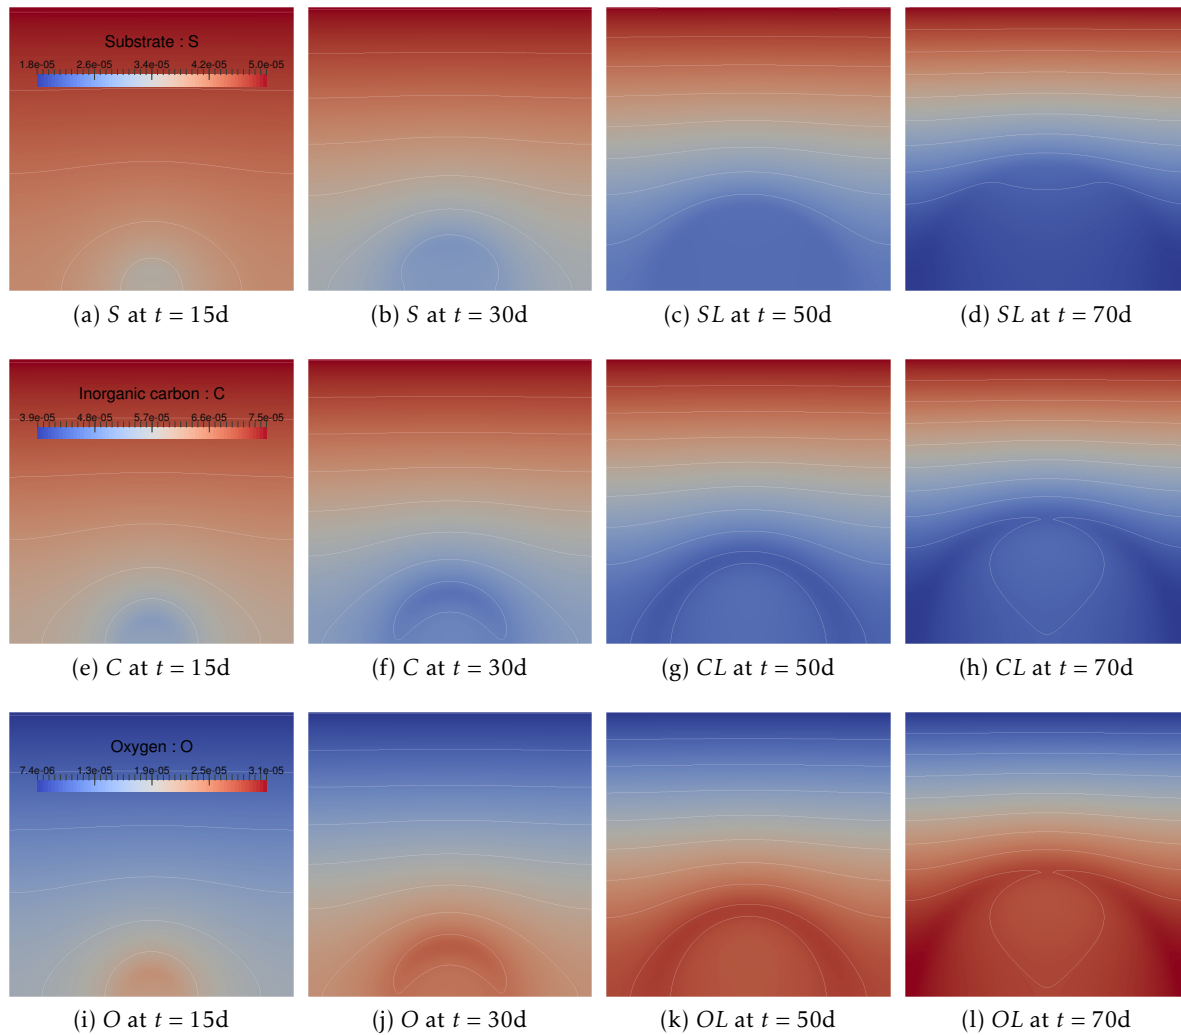 Substrate : S
1.8e-05 2.6e-05 3.4e-05 4.2e-05 5.0e-05
(a) S at t = 15d (b) S at t = 30d (c) SL at t = 50d (d) SL at t = 70d
Inorganic carbon : C
3.9e-05 4.8e-05 5.7e-05 6.6e-05 7.5e-05
(e) C at t = 15d (f) C at t = 30d (g) CL at t = 50d (h) CL at t = 70d
Oxygen : O
7.4e-06 1.3e-05 1.9e-05 2.5e-05 3.1e-05
(i) O at t = 15d (j) O at t = 30d (k) OL at t = 50d (l) OL at t = 70d